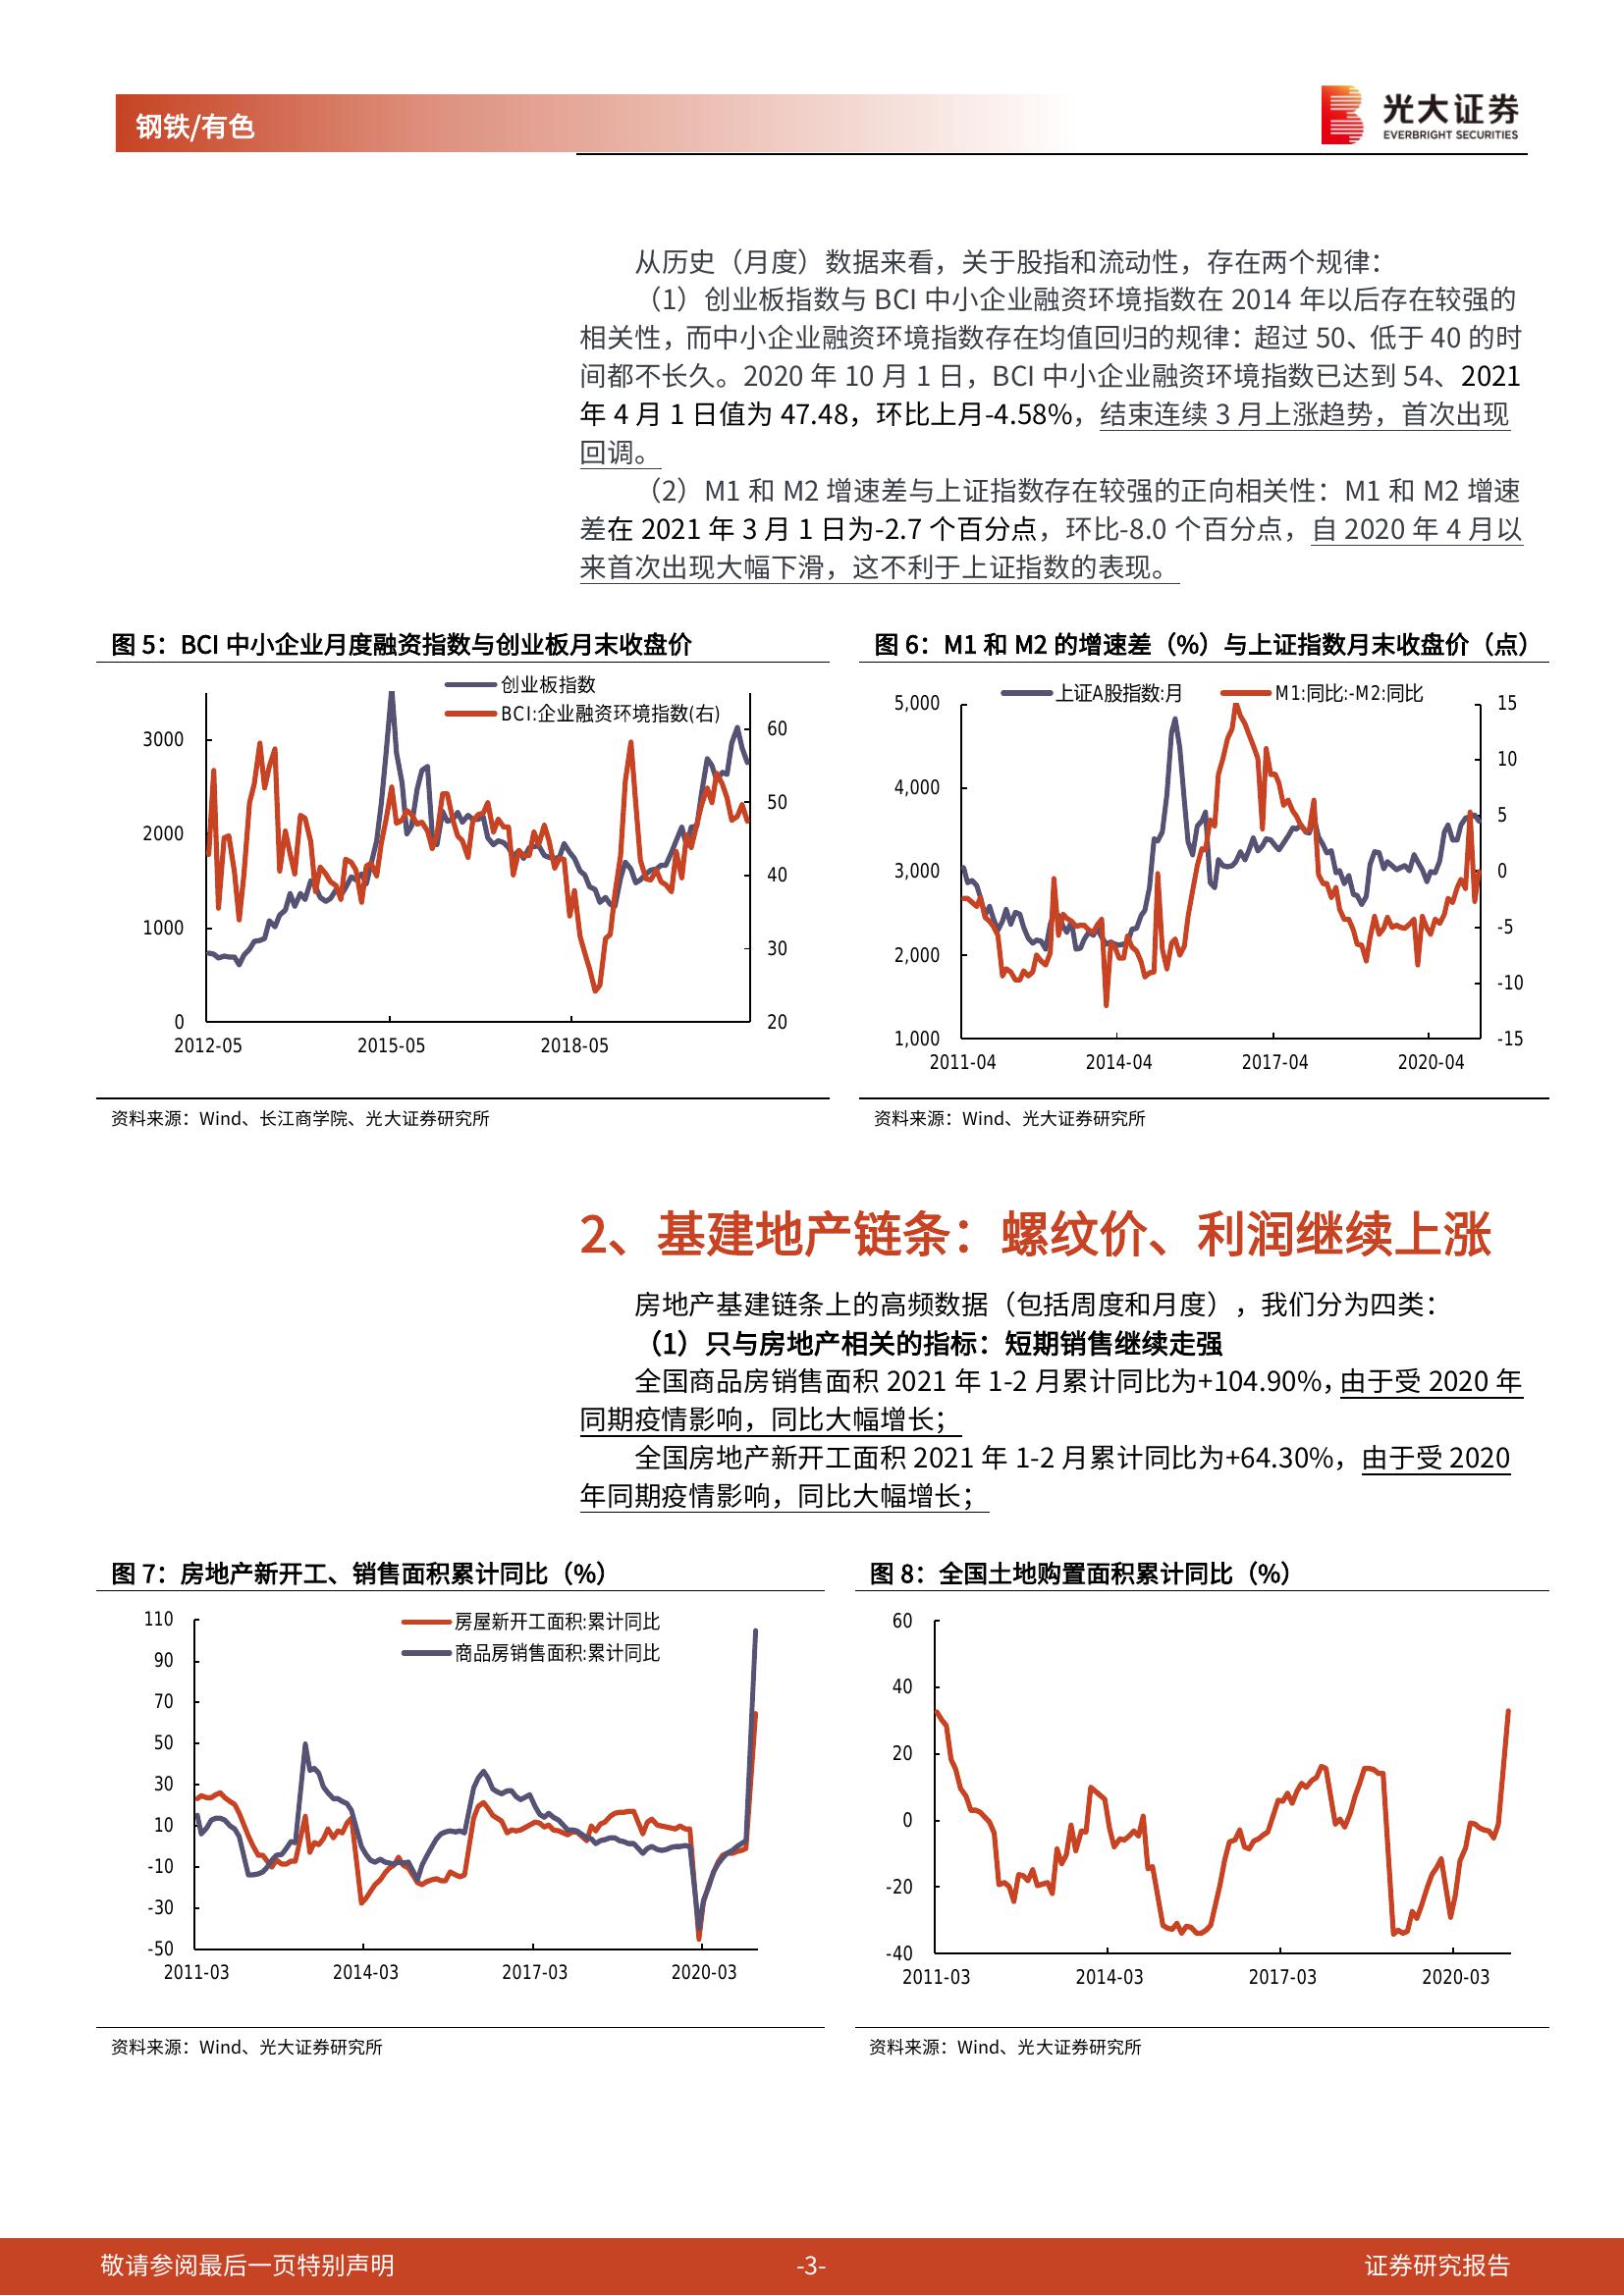 钢铁/有色
光大证券
EVERBRIGHT SECURITIES
从历史（月度）数据来看，关于股指和流动性，存在两个规律：
（1）创业板指数与 BCI 中小企业融资环境指数在 2014 年以后存在较强的
相关性，而中小企业融资环境指数存在均值回归的规律：超过 50、低于 40 的时
间都不长久。2020 年 10 月 1 日，BCI 中小企业融资环境指数已达到 54、2021
年 4 月 1 日值为 47.48，环比上月-4.58%，结束连续 3 月上涨趋势，首次出现
回调。
（2）M1 和 M2 增速差与上证指数存在较强的正向相关性：M1 和 M2 增速
差在 2021 年 3 月 1 日为-2.7 个百分点，环比-8.0 个百分点，自 2020 年 4 月以
来首次出现大幅下滑，这不利于上证指数的表现。
图 5：BCI 中小企业月度融资指数与创业板月末收盘价
创业板指数
BCI:企业融资环境指数(右)
3000
2000
1000
0
60
50
40
30
20
2012-05
2015-05
2018-05
资料来源：Wind、长江商学院、光大证券研究所
图 6：M1 和 M2 的增速差（%）与上证指数月末收盘价（点）
上证A股指数:月
M1:同比:-M2:同比
5,000
4,000
3,000
2,000
1,000
15
10
5
0
-5
-10
-15
2011-04
2014-04
2017-04
2020-04
资料来源：Wind、光大证券研究所
2、基建地产链条：螺纹价、利润继续上涨
房地产基建链条上的高频数据（包括周度和月度），我们分为四类：
（1）只与房地产相关的指标：短期销售继续走强
全国商品房销售面积 2021 年 1-2 月累计同比为+104.90%，由于受 2020 年
同期疫情影响，同比大幅增长；
全国房地产新开工面积 2021 年 1-2 月累计同比为+64.30%，由于受 2020
年同期疫情影响，同比大幅增长；
图 7：房地产新开工、销售面积累计同比（%）
房屋新开工面积:累计同比
商品房销售面积:累计同比
110
90
70
50
30
10
-10
-30
-50
2011-03
2014-03
2017-03
2020-03
资料来源：Wind、光大证券研究所
图 8：全国土地购置面积累计同比（%）
60
40
20
0
-20
-40
2011-03
2014-03
2017-03
2020-03
资料来源：Wind、光大证券研究所
敬请参阅最后一页特别声明
-3-
证券研究报告